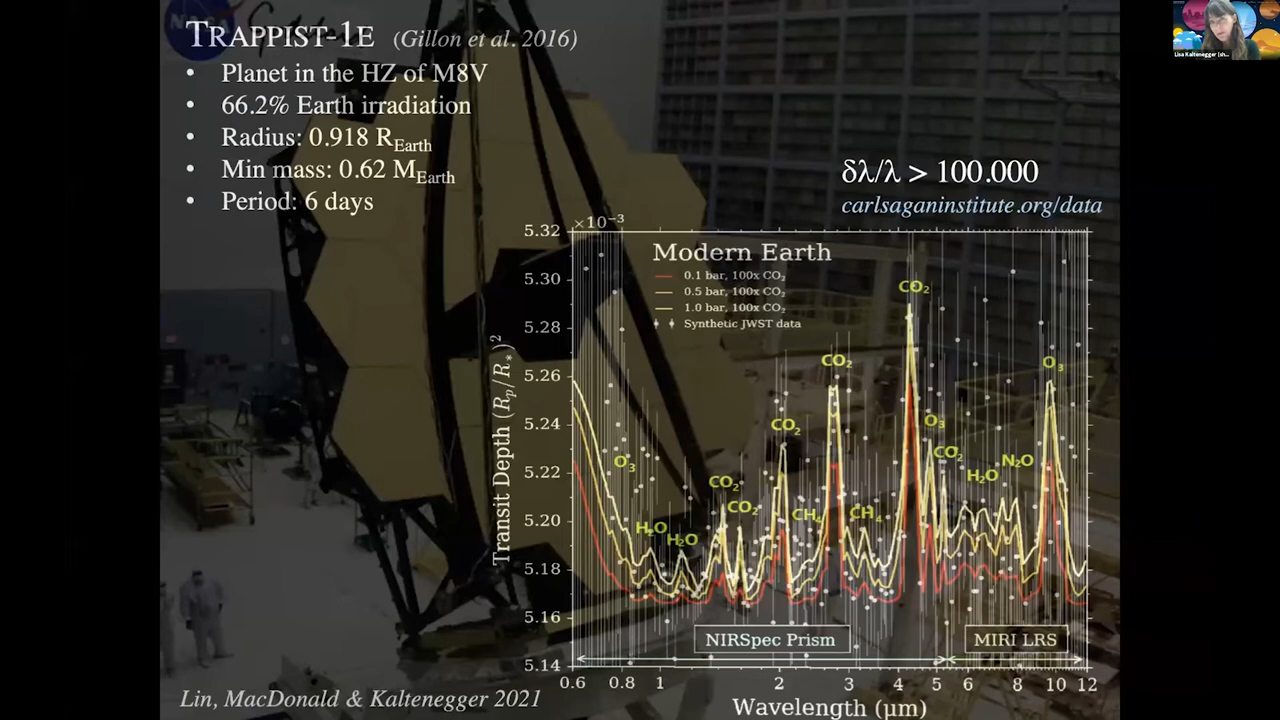 TRAPPIST-1E (Gillon et al. 2016)
• Planet in the HZ of M8V
• 66.2% Earth irradiation
• Radius: 0.918 REarth
• Min mass: 0.62 MEarth
• Period: 6 days
NASA
Lisa Kaltenegger (sh...
δλ/λ > 100.000
carlsaganinstitute.org/data
×10⁻³
5.32
5.30
5.28
5.26
5.24
5.22
5.20
5.18
5.16
5.14
Transit Depth (Rp/R*)²
Modern Earth
0.1 bar, 100x CO₂
0.5 bar, 100x CO₂
1.0 bar, 100x CO₂
Synthetic JWST data
O₃
H₂O
H₂O
CO₂
CO₂
CO₂
CH₄
CO₂
CH₄
CO₂
O₃
CO₂
H₂O
N₂O
O₃
NIRSpec Prism
MIRI LRS
0.6 0.8 1 2 3 4 5 6 8 10 12
Wavelength (μm)
Lin, MacDonald & Kaltenegger 2021